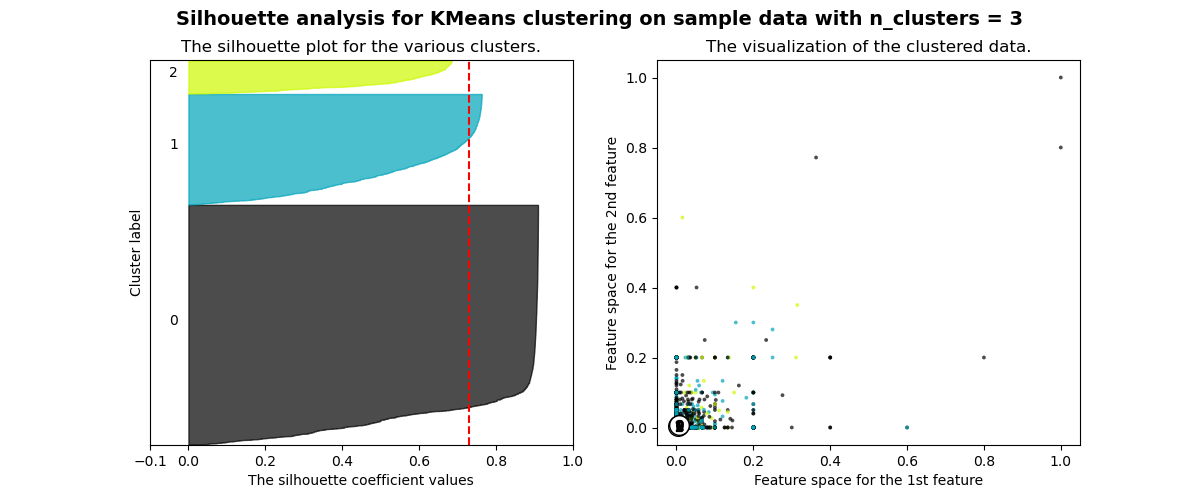 Silhouette analysis for KMeans clustering on sample data with n_clusters = 3
The silhouette plot for the various clusters.
2
1
0
Cluster label
−0.1 0.0 0.2 0.4 0.6 0.8 1.0
The silhouette coefficient values
The visualization of the clustered data.
1.0
0.8
0.6
0.4
0.2
0.0
Feature space for the 2nd feature
0.0 0.2 0.4 0.6 0.8 1.0
Feature space for the 1st feature